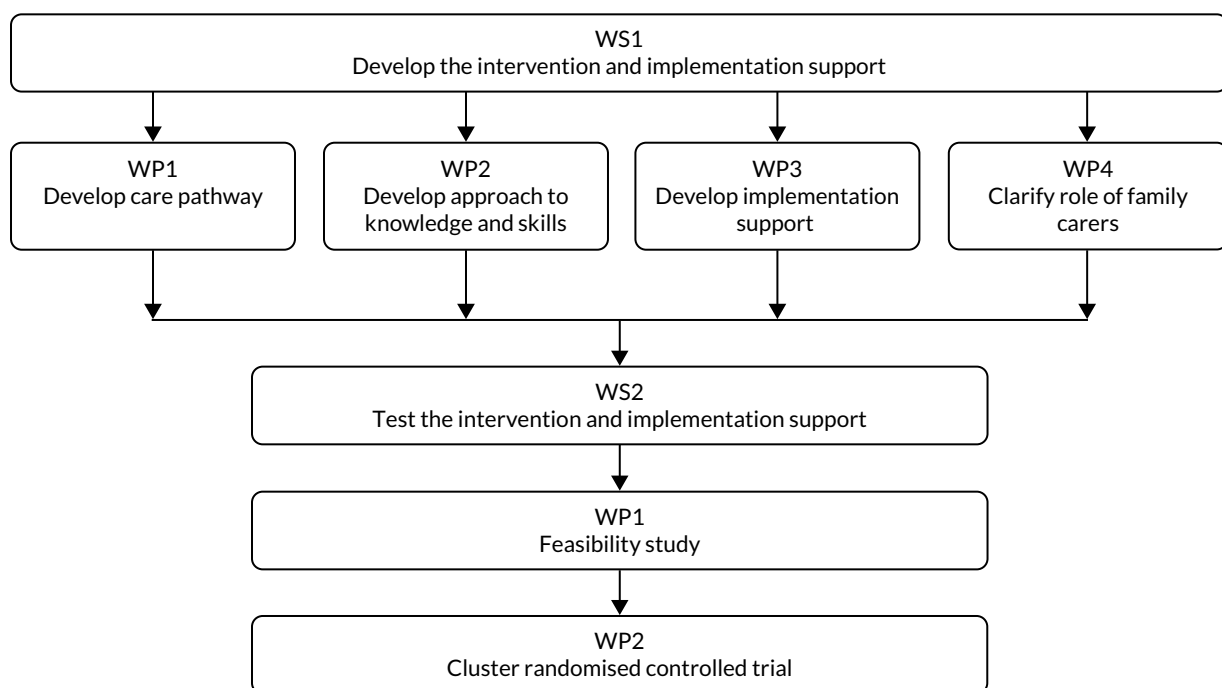 WS1
Develop the intervention and implementation support
WP1
Develop care pathway
WP2
Develop approach to
knowledge and skills
WP3
Develop implementation
support
WP4
Clarify role of family
carers
WS2
Test the intervention and implementation support
WP1
Feasibility study
WP2
Cluster randomised controlled trial